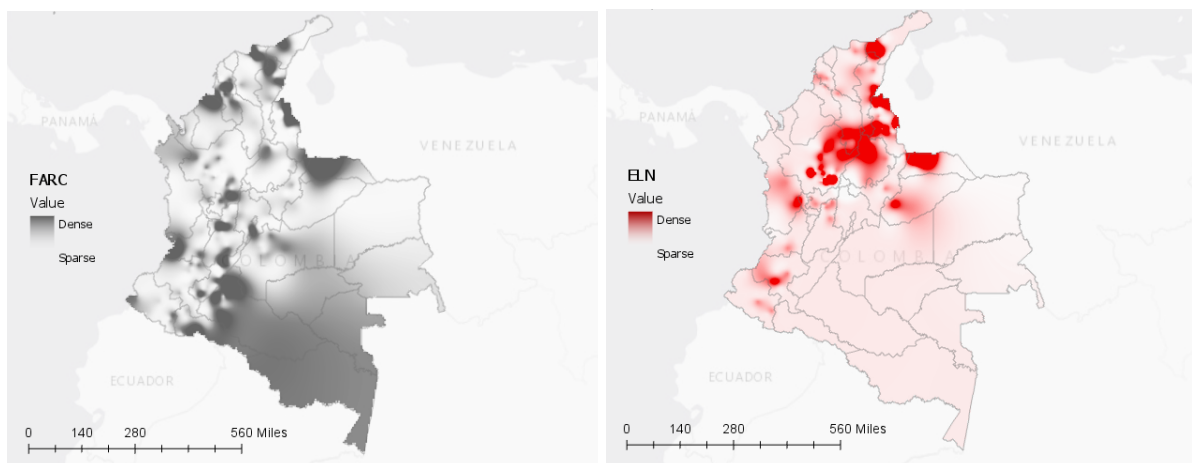 PANAMÁ
VENEZUELA
FARC
Value
Dense
Sparse
COLOMBIA
ECUADOR
0 140 280 560 Miles
PANAMÁ
VENEZUELA
ELN
Value
Dense
Sparse
COLOMBIA
ECUADOR
0 140 280 560 Miles